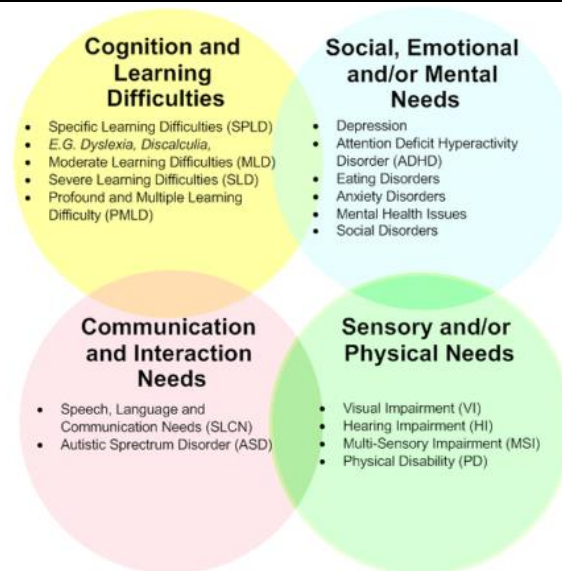 Cognition and
Learning
Difficulties
• Specific Learning Difficulties (SPLD)
• E.G. Dyslexia, Discalculia,
• Moderate Learning Difficulties (MLD)
• Severe Learning Difficulties (SLD)
• Profound and Multiple Learning
Difficulty (PMLD)
Social, Emotional
and/or Mental
Needs
• Depression
• Attention Deficit Hyperactivity
Disorder (ADHD)
• Eating Disorders
• Anxiety Disorders
• Mental Health Issues
• Social Disorders
Communication
and Interaction
Needs
• Speech, Language and
Communication Needs (SLCN)
• Autistic Spectrum Disorder (ASD)
Sensory and/or
Physical Needs
• Visual Impairment (VI)
• Hearing Impairment (HI)
• Multi-Sensory Impairment (MSI)
• Physical Disability (PD)